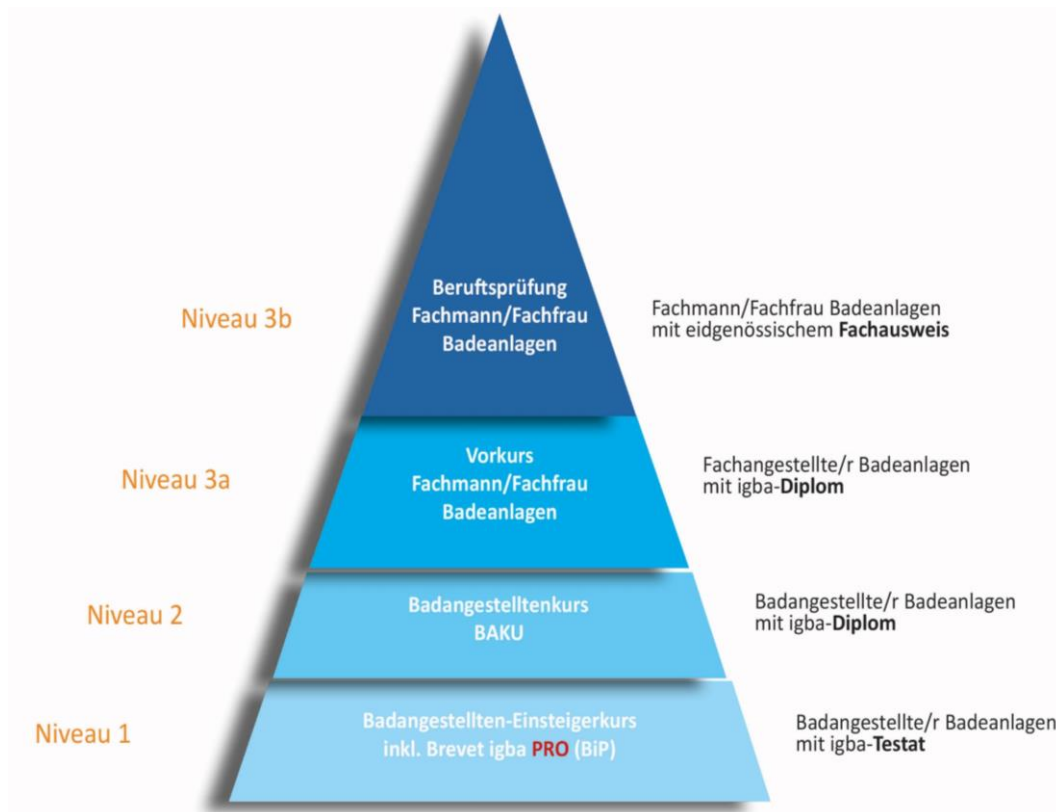 Niveau 3b
Beruftsprüfung
Fachmann/Fachfrau
Badeanlagen
Fachmann/Fachfrau Badeanlagen
mit eidgenössischem Fachausweis
Niveau 3a
Vorkurs
Fachmann/Fachfrau
Badeanlagen
Fachangestellte/r Badeanlagen
mit igba-Diplom
Niveau 2
Badangestelltenkurs
BAKU
Badangestellte/r Badeanlagen
mit igba-Diplom
Niveau 1
Badangestellten-Einsteigerkurs
inkl. Brevet igba PRO (BiP)
Badangestellte/r Badeanlagen
mit igba-Testat